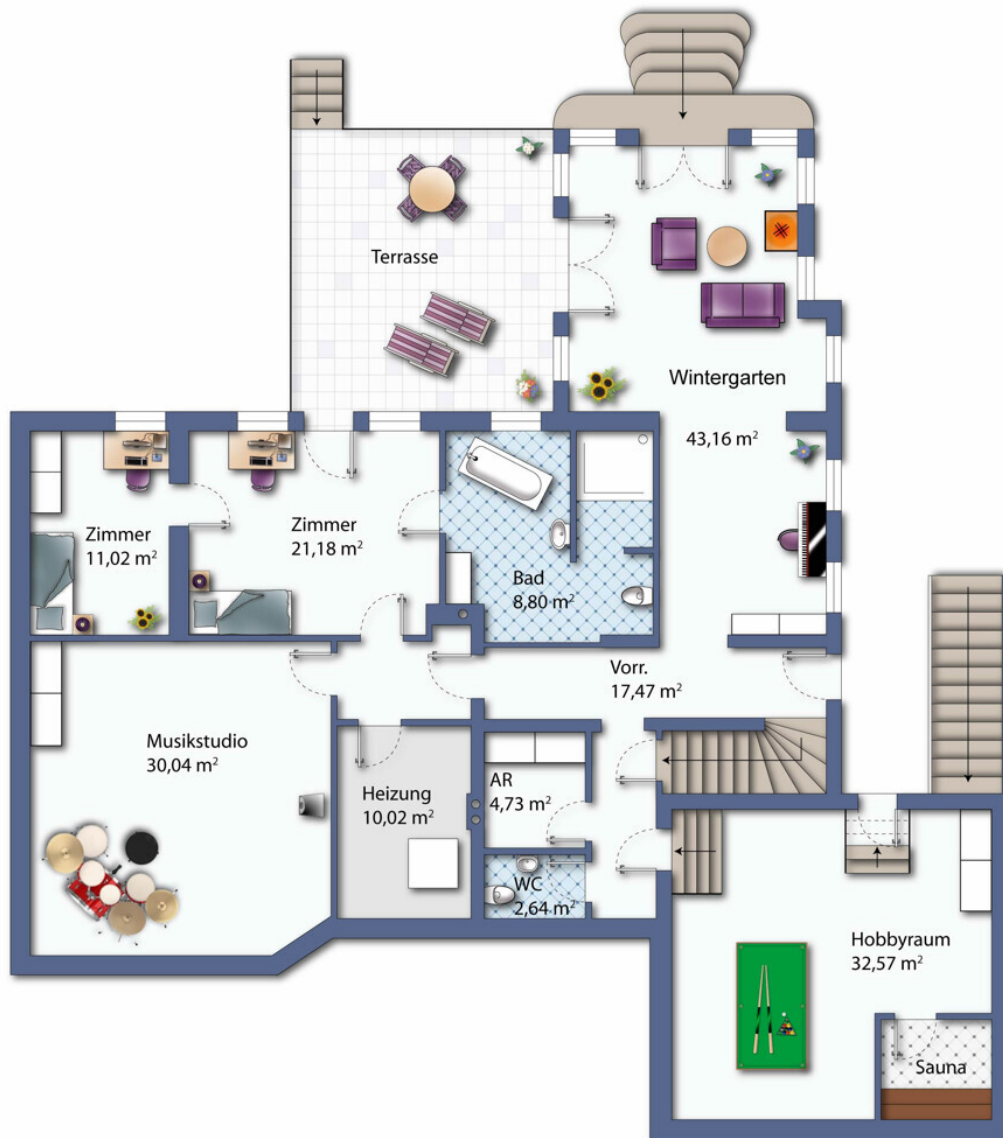 Terrasse
Wintergarten
43,16 m²
Zimmer
11,02 m²
Zimmer
21,18 m²
Bad
8,80 m²
Vorr.
17,47 m²
Musikstudio
30,04 m²
Heizung
10,02 m²
AR
4,73 m²
WC
2,64 m²
Hobbyraum
32,57 m²
Sauna